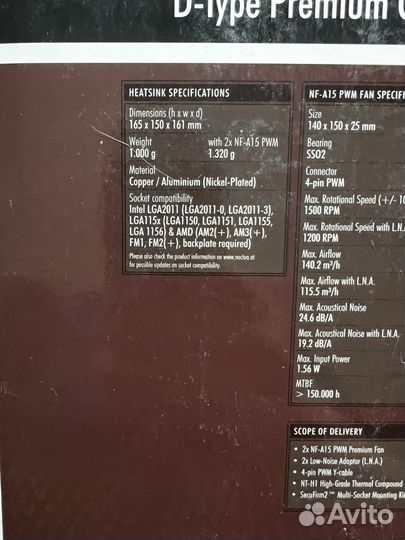 D-Type Premium
HEATSINK SPECIFICATIONS
Dimensions (h x w x d)
165 x 150 x 161 mm
Weight with 2x NF-A15 PWM
1.000 g 1.320 g
Material
Copper / Aluminium (Nickel-Plated)
Socket compatibility
Intel LGA2011 (LGA2011-0, LGA2011-3),
LGA115x (LGA1150, LGA1151, LGA1155,
LGA 1156) & AMD (AM2(+), AM3(+),
FM1, FM2(+), backplate required)
Please also check the product information on www.noctua.at
for possible updates on socket compatibility.
NF-A15 PWM FAN SPECIF
Size
140 x 150 x 25 mm
Bearing
SSO2
Connector
4-pin PWM
Max. Rotational Speed (+/- 10
1500 RPM
Max. Rotational Speed with L.N.
1200 RPM
Max. Airflow
140.2 m³/h
Max. Airflow with L.N.A.
115.5 m³/h
Max. Acoustical Noise
24.6 dB/A
Max. Acoustical Noise with L.N.A.
19.2 dB/A
Max. Input Power
1.56 W
MTBF
> 150.000 h
SCOPE OF DELIVERY
• 2x NF-A15 PWM Premium Fan
• 2x Low-Noise Adaptor (L.N.A.)
• 4-pin PWM Y-cable
• NT-H1 High-Grade Thermal Compound
• SecuFirm2™ Multi-Socket Mounting Ki
Avito